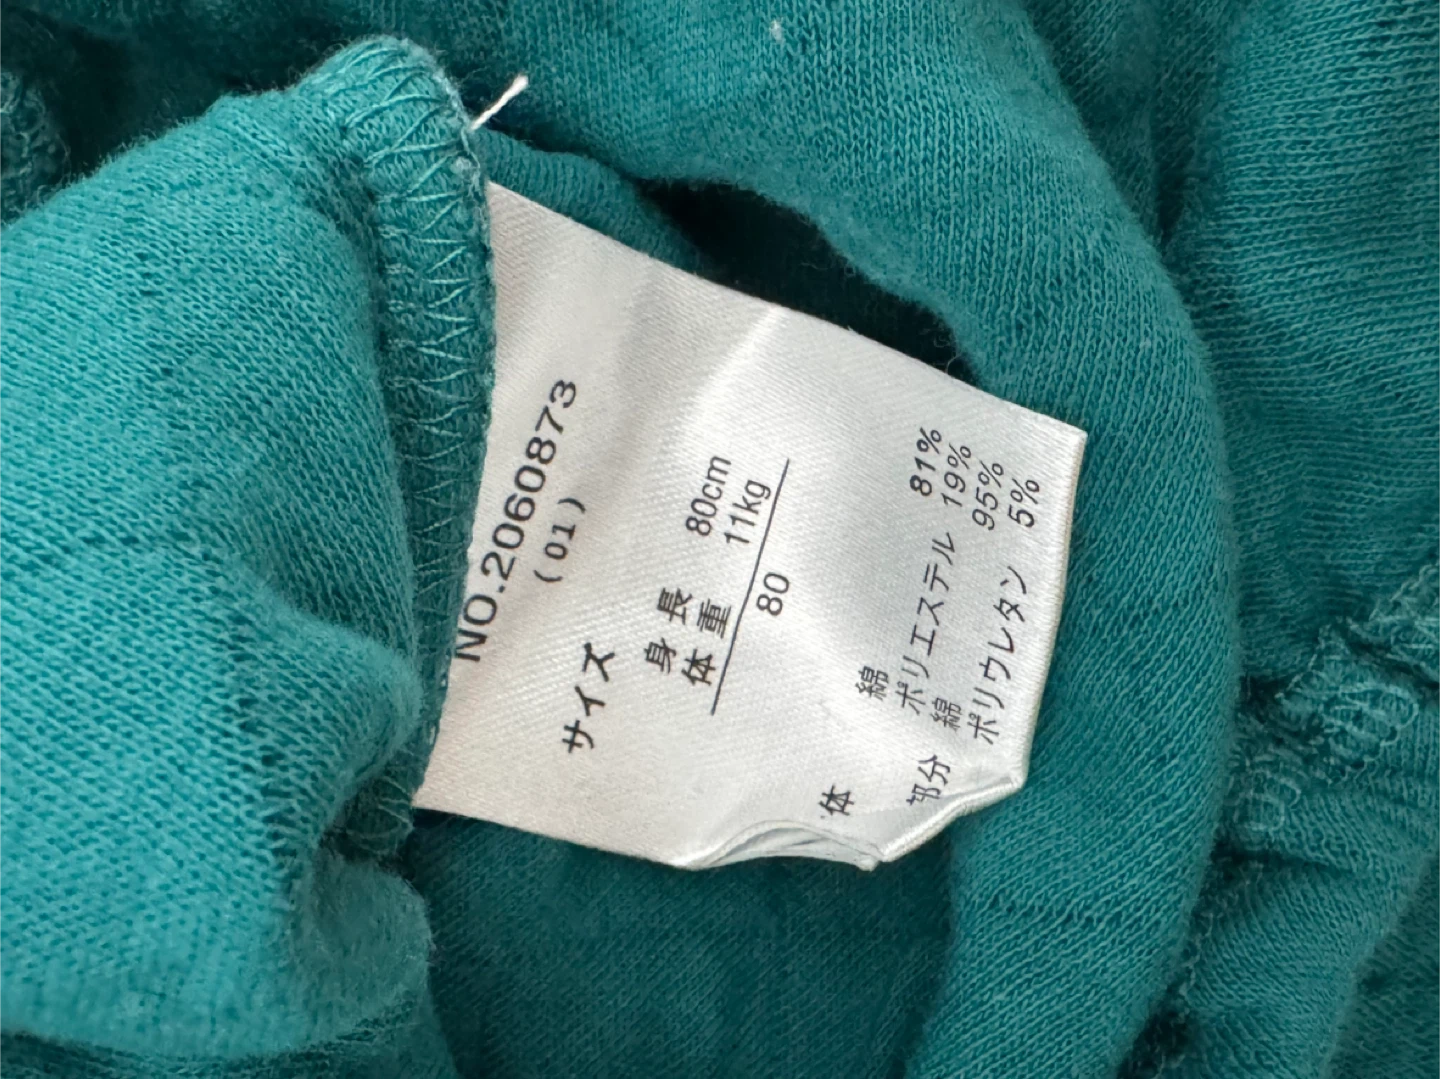 NO.2060873
(01)
サイズ
身長 80cm
体重 11kg
80
体 綿 81%
ポリエステル 19%
部分 綿 95%
ポリウレタン 5%